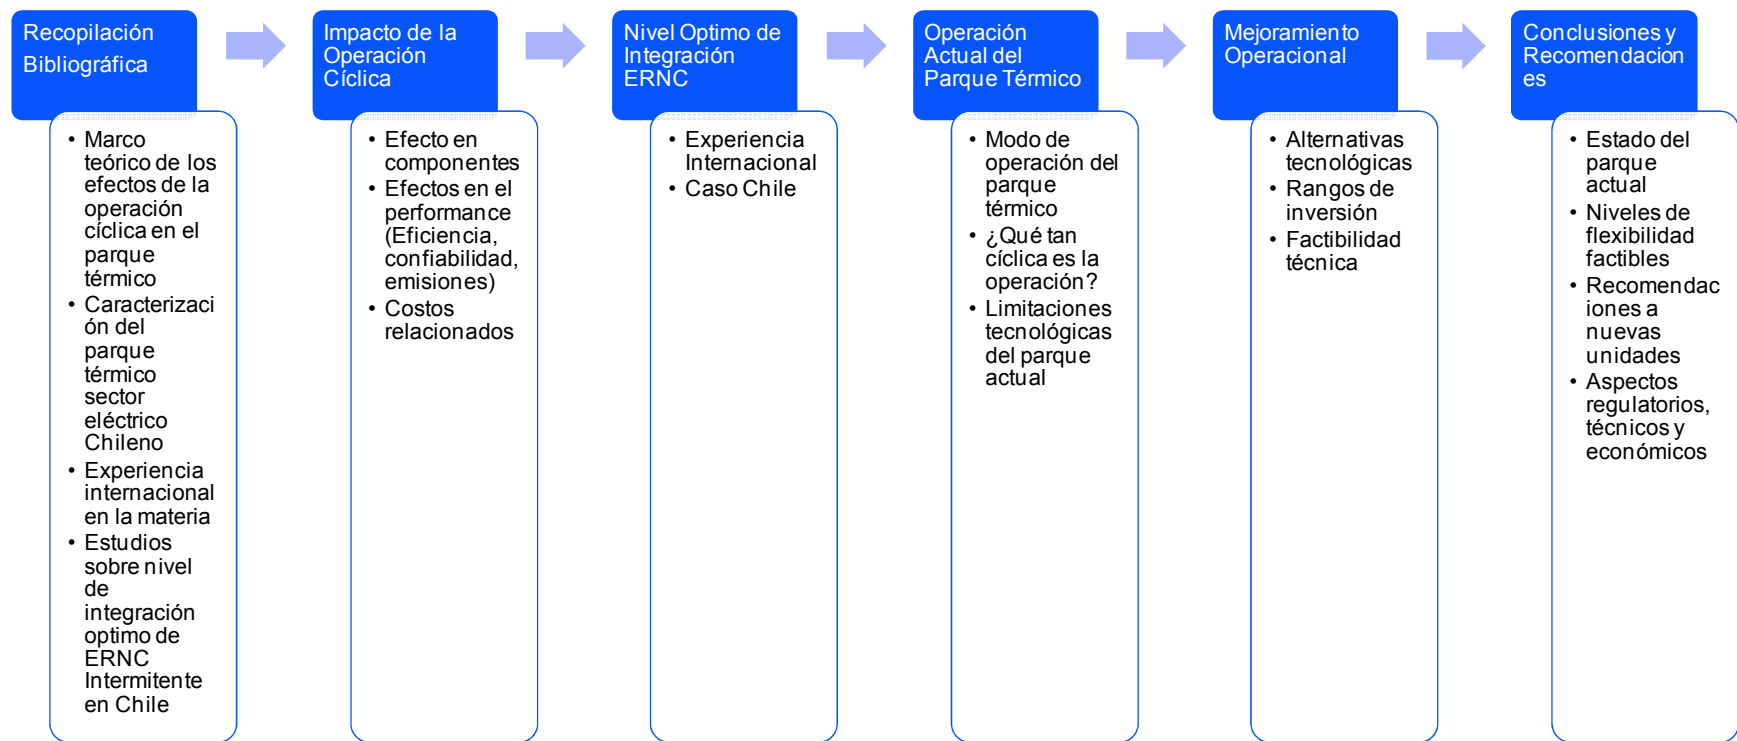 Recopilación
Bibliográfica
• Marco
teórico de los
efectos de la
operación
cíclica en el
parque
térmico
• Caracterizaci
ón del
parque
térmico
sector
eléctrico
Chileno
• Experiencia
internacional
en la materia
• Estudios
sobre nivel
de
integración
optimo de
ERNC
Intermitente
en Chile
Impacto de la
Operación
Cíclica
• Efecto en
componentes
• Efectos en el
performance
(Eficiencia,
confiabilidad,
emisiones)
• Costos
relacionados
Nivel Optimo de
Integración
ERNC
• Experiencia
Internacional
• Caso Chile
Operación
Actual del
Parque Térmico
• Modo de
operación del
parque
térmico
• ¿Qué tan
cíclica es la
operación?
• Limitaciones
tecnológicas
del parque
actual
Mejoramiento
Operacional
• Alternativas
tecnológicas
• Rangos de
inversión
• Factibilidad
técnica
Conclusiones y
Recomendacion
es
• Estado del
parque
actual
• Niveles de
flexibilidad
factibles
• Recomendac
iones a
nuevas
unidades
• Aspectos
regulatorios,
técnicos y
económicos